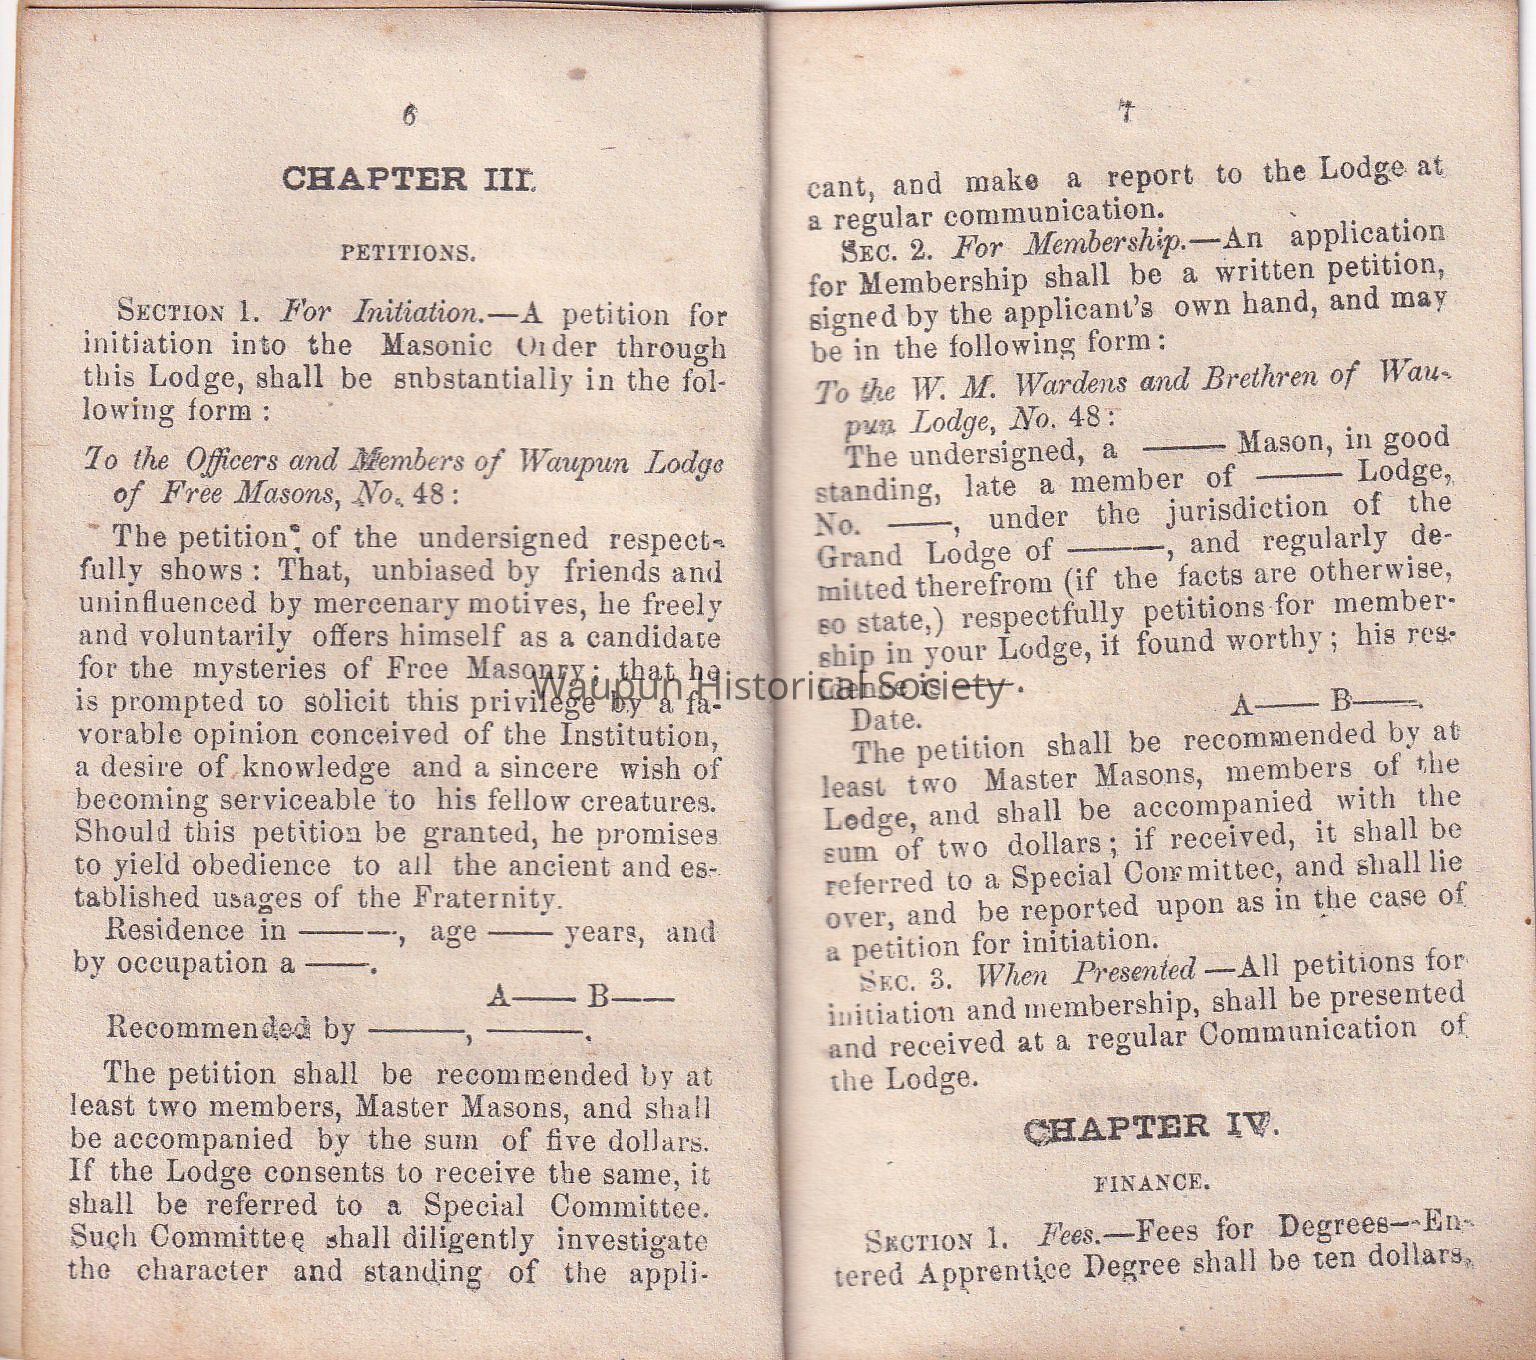 6
CHAPTER III.
PETITIONS.
SECTION 1. For Initiation.—A petition for
initiation into the Masonic Order through
this Lodge, shall be snbstantially in the fol-
lowing form :
To the Officers and Members of Waupun Lodge
of Free Masons, No. 48 :
The petition of the undersigned respect-
fully shows : That, unbiased by friends and
uninfluenced by mercenary motives, he freely
and voluntarily offers himself as a candidate
for the mysteries of Free Masonry ; that he
is prompted to solicit this privilege by a fa-
vorable opinion conceived of the Institution,
a desire of knowledge and a sincere wish of
becoming serviceable to his fellow creatures.
Should this petition be granted, he promises
to yield obedience to all the ancient and es-
tablished usages of the Fraternity.
Residence in ———, age —— years, and
by occupation a ——.
A—— B——
Recommended by ———, ———.
The petition shall be recommended by at
least two members, Master Masons, and shall
be accompanied by the sum of five dollars.
If the Lodge consents to receive the same, it
shall be referred to a Special Committee.
Such Committee shall diligently investigate
the character and standing of the appli-
7
cant, and make a report to the Lodge at
a regular communication.
SEC. 2. For Membership.—An application
for Membership shall be a written petition,
signed by the applicant's own hand, and may
be in the following form :
To the W. M. Wardens and Brethren of Wau-
pun Lodge, No. 48 :
The undersigned, a —— Mason, in good
standing, late a member of —— Lodge,
No. ——, under the jurisdiction of the
Grand Lodge of ———, and regularly de-
mitted therefrom (if the facts are otherwise,
so state,) respectfully petitions for member-
ship in your Lodge, if found worthy ; his res-
idence is ——.
A—— B——.
Date.
The petition shall be recommended by at
least two Master Masons, members of the
Lodge, and shall be accompanied with the
sum of two dollars ; if received, it shall be
referred to a Special Committee, and shall lie
over, and be reported upon as in the case of
a petition for initiation.
SEC. 3. When Presented —All petitions for
initiation and membership, shall be presented
and received at a regular Communication of
the Lodge.
CHAPTER IV.
FINANCE.
SECTION 1. Fees.—Fees for Degrees—En-
tered Apprentice Degree shall be ten dollars,
Waupun Historical Society